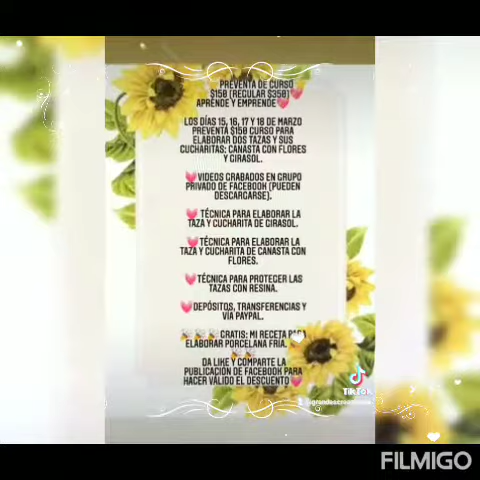 PREVENTA DE CURSO
$150 (REGULAR $350)
APRENDE Y EMPRENDE
LOS DÍAS 15, 16, 17 Y 18 DE MARZO
PREVENTA $150 CURSO PARA
ELABORAR DOS TAZAS Y SUS
CUCHARITAS: CANASTA CON FLORES
Y GIRASOL.
VIDEOS GRABADOS EN GRUPO
PRIVADO DE FACEBOOK (PUEDEN
DESCARGARSE).
TÉCNICA PARA ELABORAR LA
TAZA Y CUCHARITA DE GIRASOL.
TÉCNICA PARA ELABORAR LA
TAZA Y CUCHARITA DE CANASTA CON
FLORES.
TÉCNICA PARA PROTEGER LAS
TAZAS CON RESINA.
DEPÓSITOS, TRANSFERENCIAS Y
VÍA PAYPAL.
GRATIS: MI RECETA PARA
ELABORAR PORCELANA FRÍA.
DA LIKE Y COMPARTE LA
PUBLICACIÓN DE FACEBOOK PARA
HACER VÁLIDO EL DESCUENTO
TikTok
FILMIGO